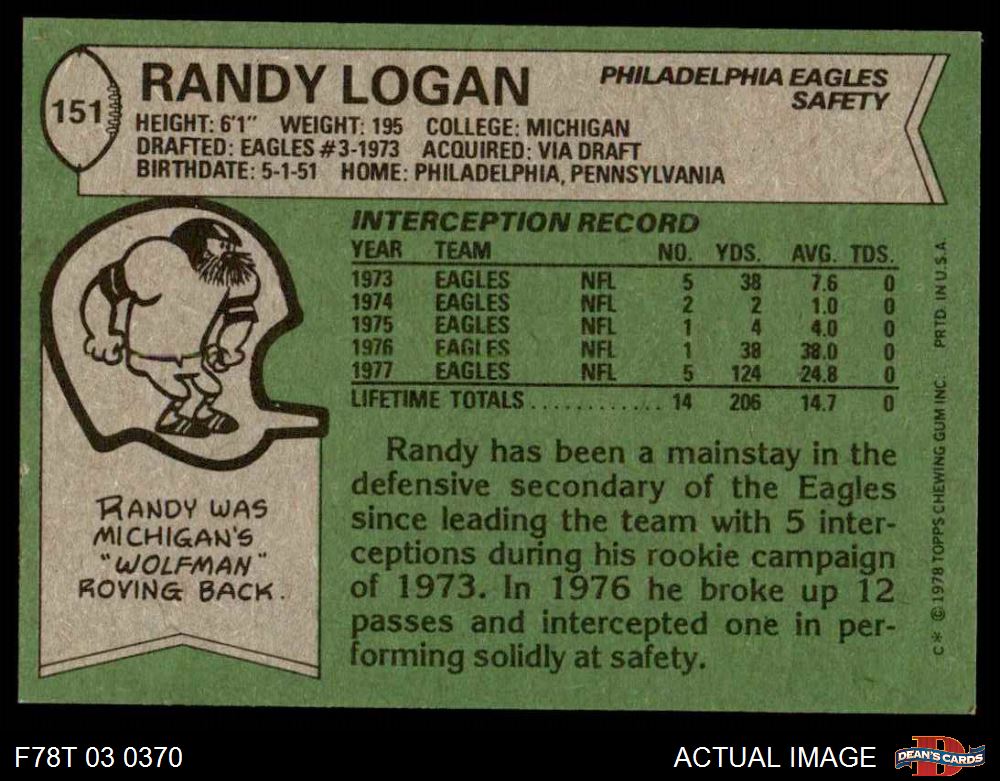 151
RANDY LOGAN
PHILADELPHIA EAGLES
SAFETY
HEIGHT: 6'1" WEIGHT: 195 COLLEGE: MICHIGAN
DRAFTED: EAGLES #3-1973 ACQUIRED: VIA DRAFT
BIRTHDATE: 5-1-51 HOME: PHILADELPHIA, PENNSYLVANIA
INTERCEPTION RECORD
YEAR TEAM NO. YDS. AVG. TDS.
1973 EAGLES NFL 5 38 7.6 0
1974 EAGLES NFL 2 2 1.0 0
1975 EAGLES NFL 1 4 4.0 0
1976 EAGLES NFL 1 38 38.0 0
1977 EAGLES NFL 5 124 24.8 0
LIFETIME TOTALS............ 14 206 14.7 0
RANDY WAS
MICHIGAN'S
"WOLFMAN"
ROVING BACK.
Randy has been a mainstay in the
defensive secondary of the Eagles
since leading the team with 5 inter-
ceptions during his rookie campaign
of 1973. In 1976 he broke up 12
passes and intercepted one in per-
forming solidly at safety.
C* © 1978 TOPPS CHEWING GUM INC. PRTD. IN U.S.A.
F78T 03 0370
ACTUAL IMAGE
D
DEAN'S CARDS